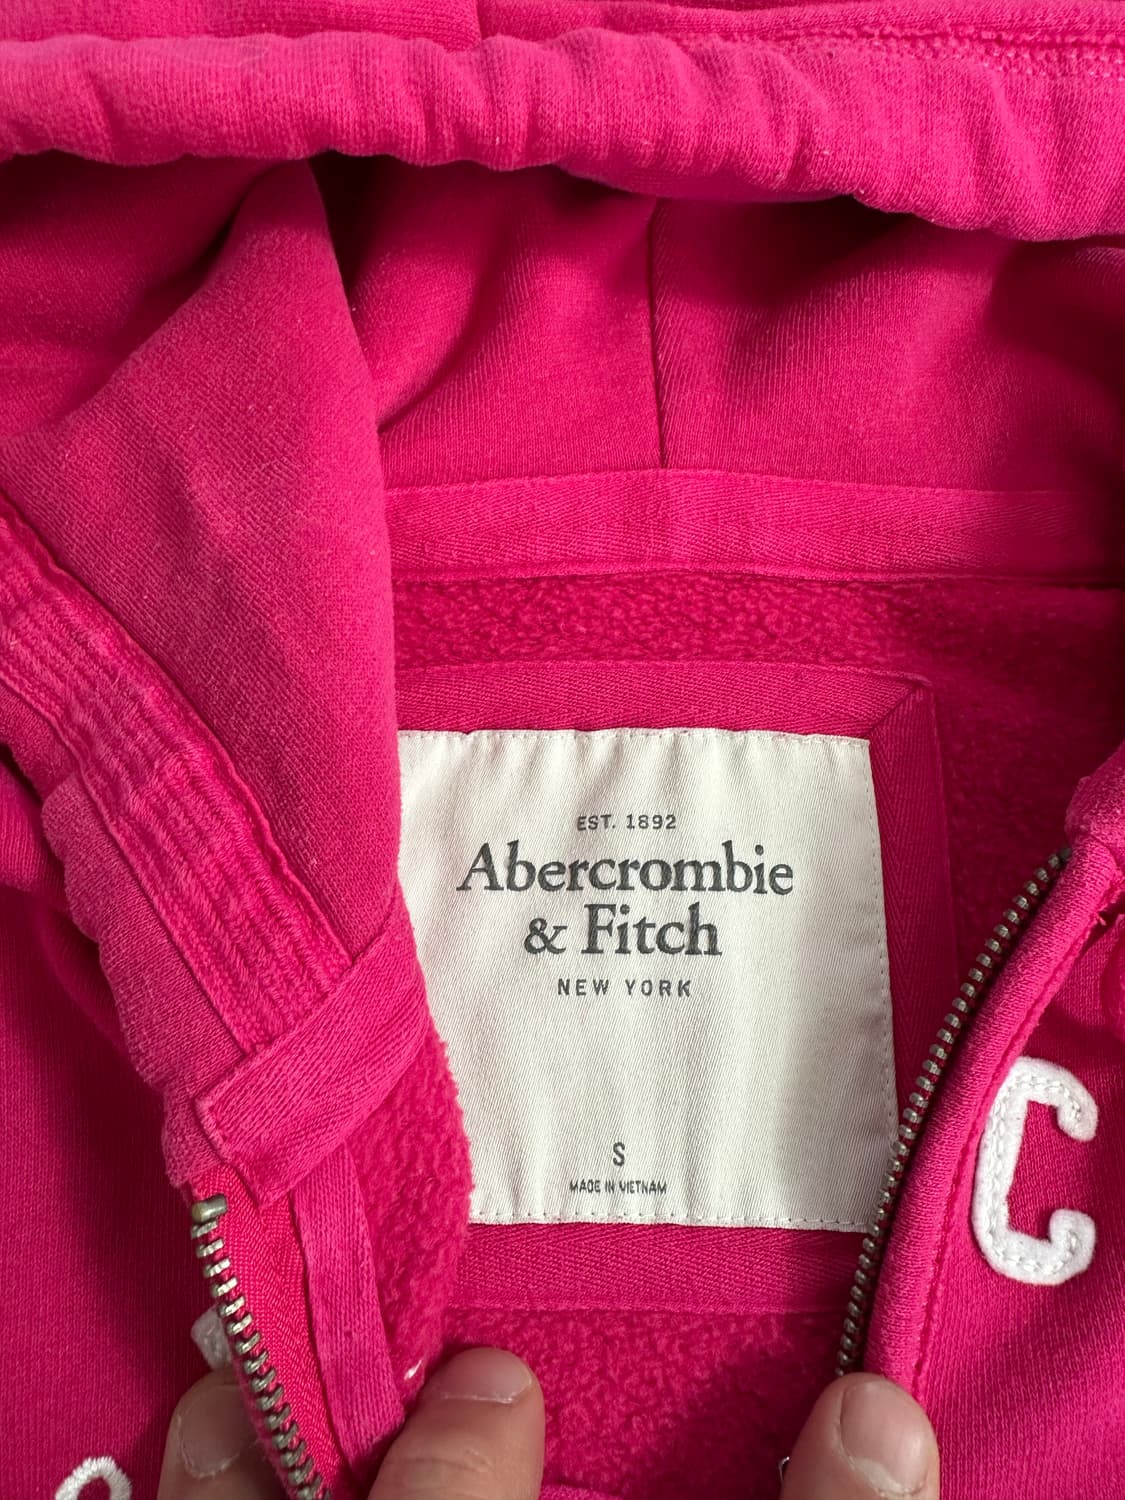 EST. 1892
Abercrombie
& Fitch
NEW YORK
S
MADE IN VIETNAM
C